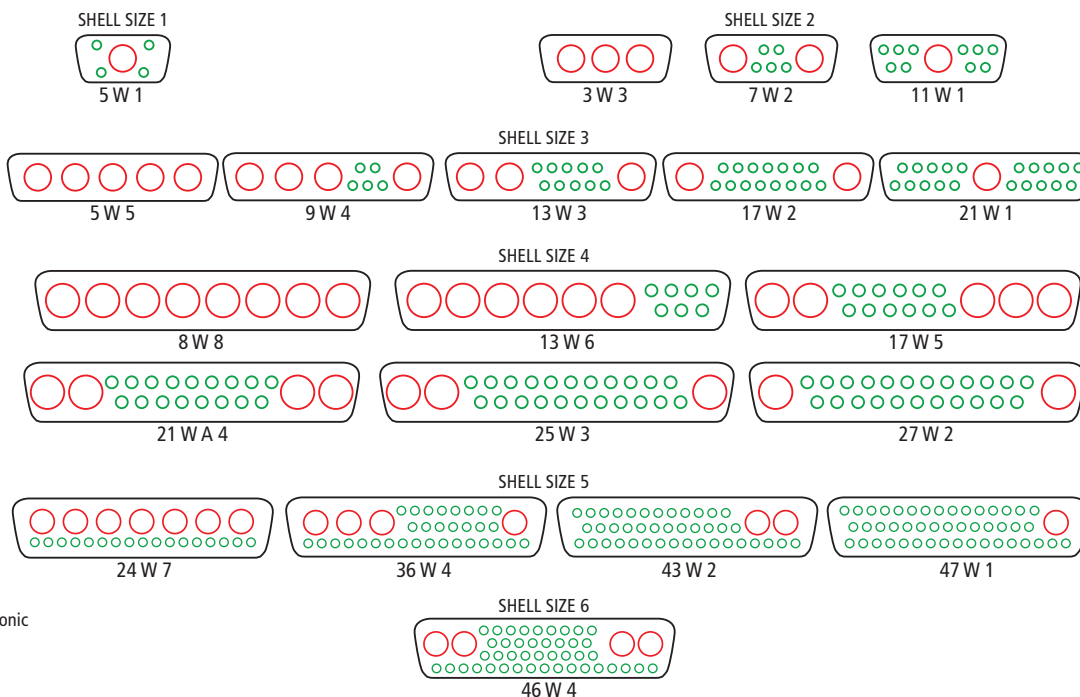 SHELL SIZE 1
SHELL SIZE 2
5 W 1
3 W 3
7 W 2
11 W 1
SHELL SIZE 3
5 W 5
9 W 4
13 W 3
17 W 2
21 W 1
SHELL SIZE 4
8 W 8
13 W 6
17 W 5
21 W A 4
25 W 3
27 W 2
SHELL SIZE 5
24 W 7
36 W 4
43 W 2
47 W 1
SHELL SIZE 6
onic
46 W 4